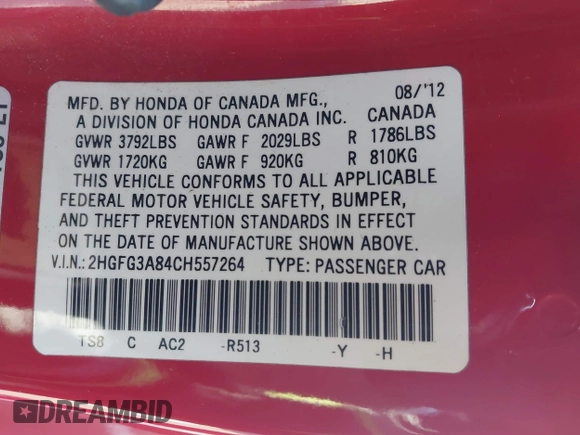 08/'12
MFD. BY HONDA OF CANADA MFG.,
A DIVISION OF HONDA CANADA INC. CANADA
GVWR 3792LBS GAWR F 2029LBS R 1786LBS
GVWR 1720KG GAWR F 920KG R 810KG
THIS VEHICLE CONFORMS TO ALL APPLICABLE
FEDERAL MOTOR VEHICLE SAFETY, BUMPER,
AND THEFT PREVENTION STANDARDS IN EFFECT
ON THE DATE OF MANUFACTURE SHOWN ABOVE.
V.I.N.: 2HGFG3A84CH557264 TYPE: PASSENGER CAR
TS8 C AC2 -R513 -Y -H
DREAMBID